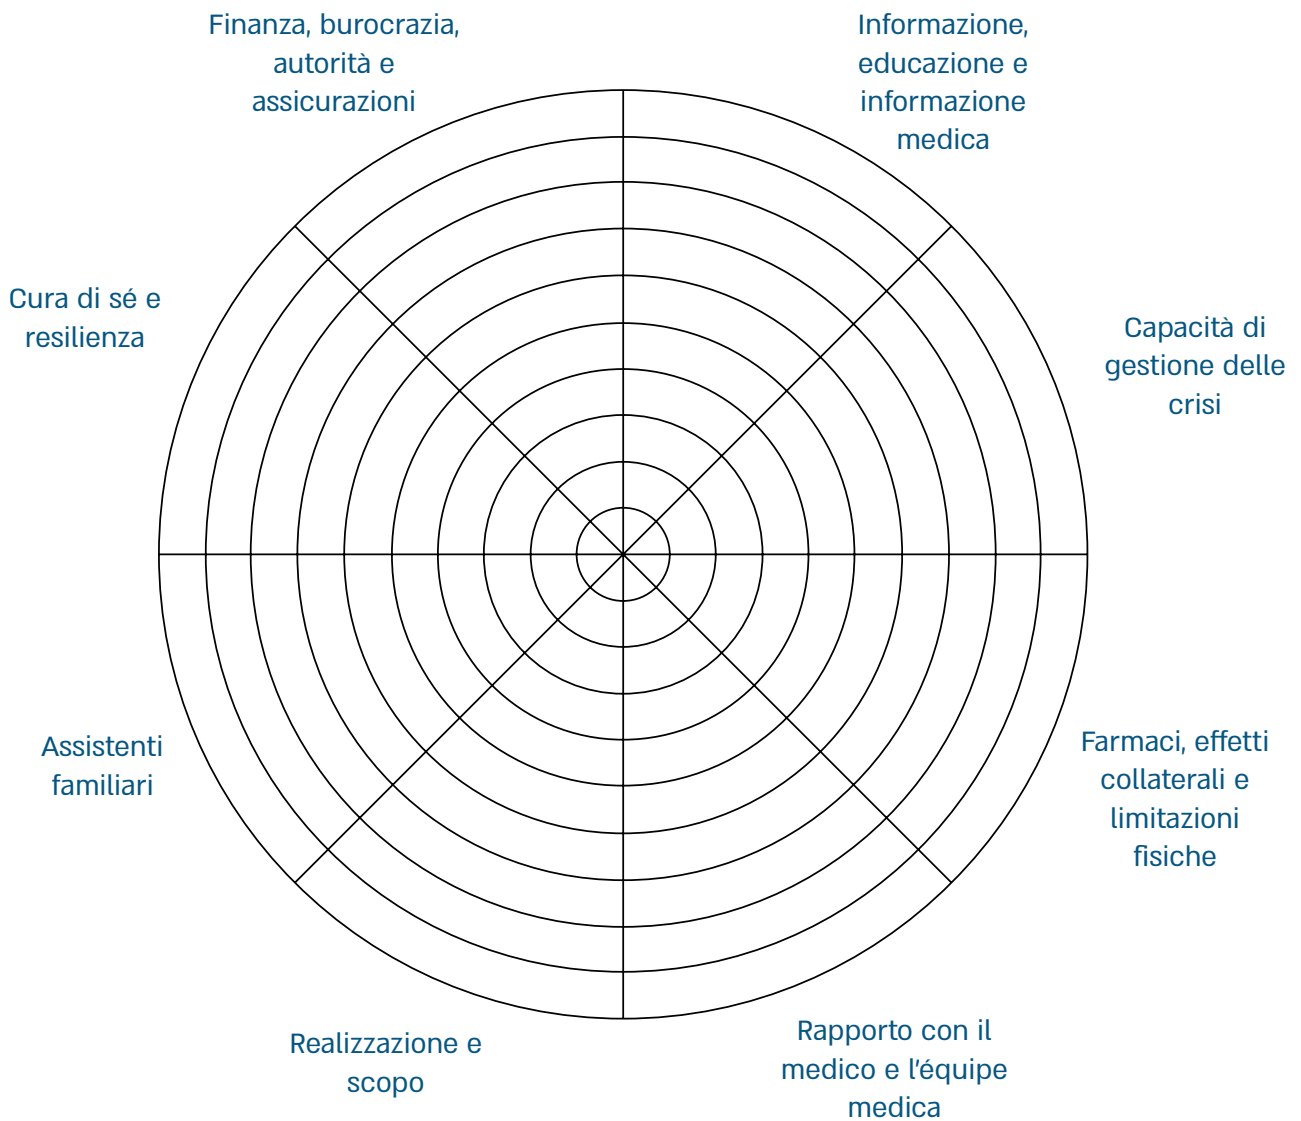 Finanza, burocrazia,
autorità e
assicurazioni
Informazione,
educazione e
informazione
medica
Cura di sé e
resilienza
Capacità di
gestione delle
crisi
Assistenti
familiari
Farmaci, effetti
collaterali e
limitazioni
fisiche
Realizzazione e
scopo
Rapporto con il
medico e l'équipe
medica